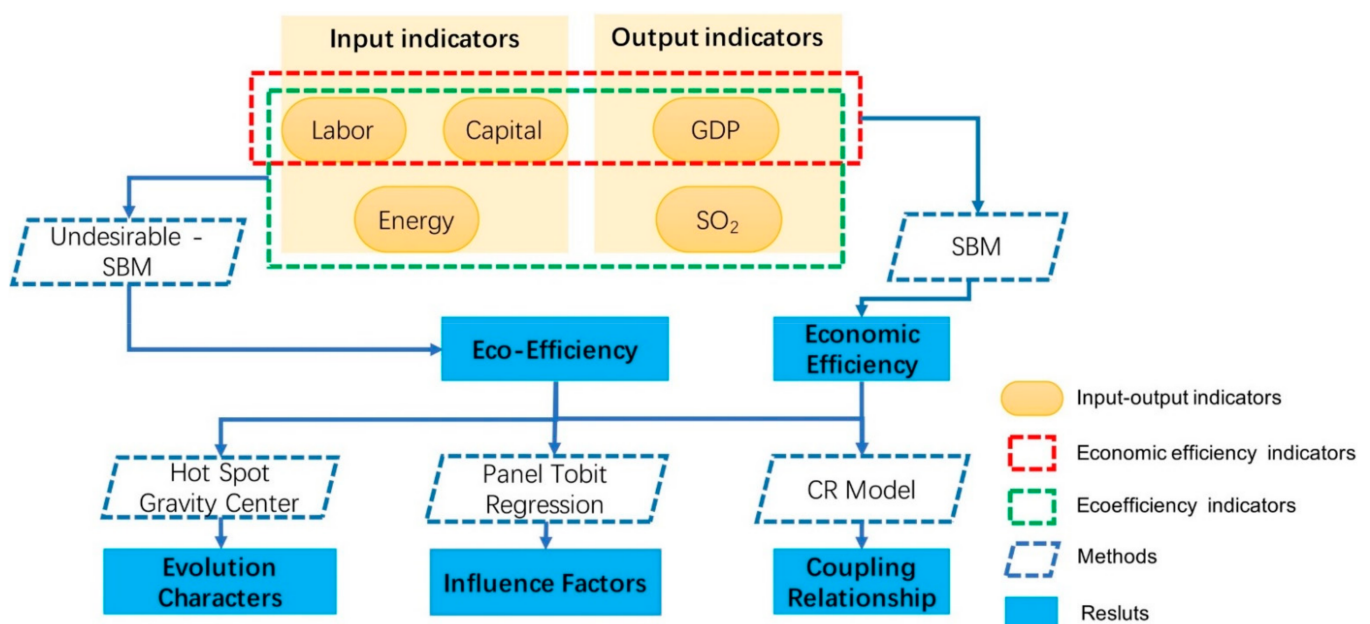 Input indicators
Output indicators
Labor
Capital
GDP
Energy
SO₂
Undesirable -
SBM
SBM
Eco-Efficiency
Economic
Efficiency
Hot Spot
Gravity Center
Panel Tobit
Regression
CR Model
Evolution
Characters
Influence Factors
Coupling
Relationship
Input-output indicators
Economic efficiency indicators
Ecoefficiency indicators
Methods
Resluts